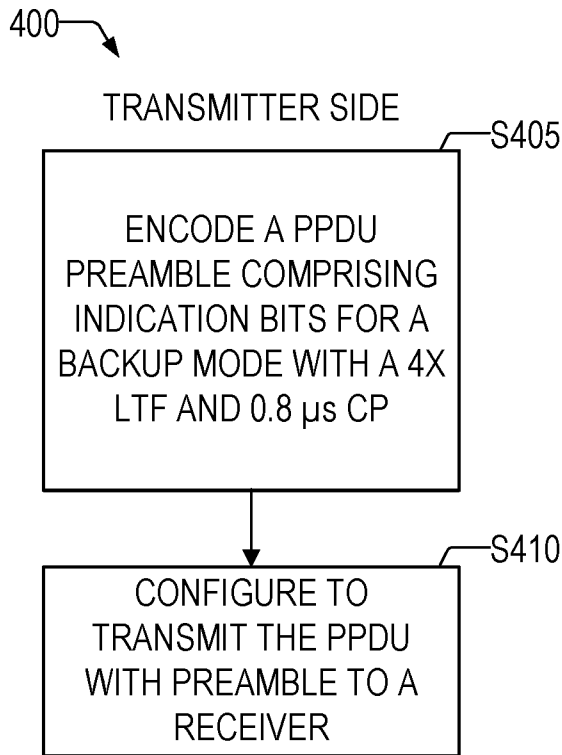 400
TRANSMITTER SIDE
S405
ENCODE A PPDU
PREAMBLE COMPRISING
INDICATION BITS FOR A
BACKUP MODE WITH A 4X
LTF AND 0.8 µs CP
S410
CONFIGURE TO
TRANSMIT THE PPDU
WITH PREAMBLE TO A
RECEIVER